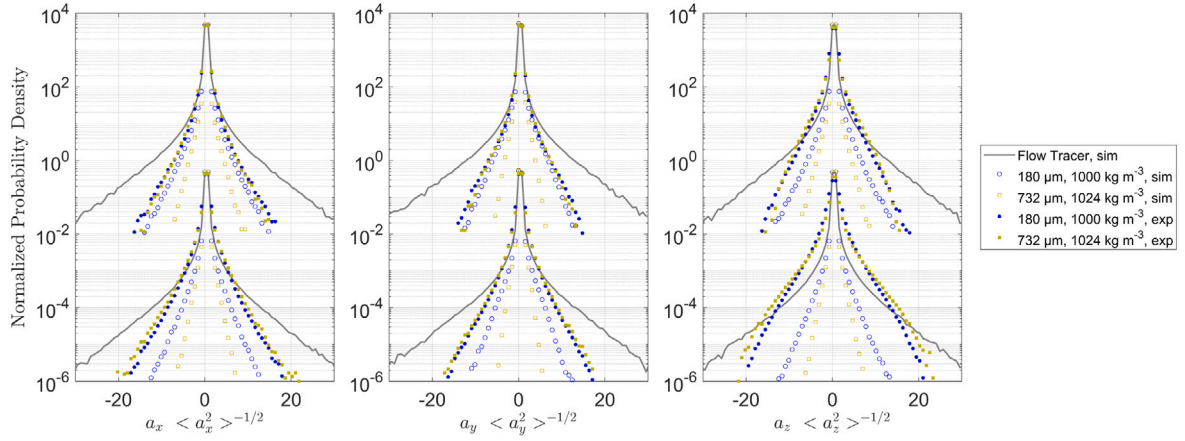 Normalized Probability Density
10^4
10^2
10^0
10^-2
10^-4
10^-6
-20 0 20
a_x < a_x^2 >^-1/2
10^4
10^2
10^0
10^-2
10^-4
10^-6
-20 0 20
a_y < a_y^2 >^-1/2
10^4
10^2
10^0
10^-2
10^-4
10^-6
-20 0 20
a_z < a_z^2 >^-1/2
Flow Tracer, sim
180 μm, 1000 kg m^-3, sim
732 μm, 1024 kg m^-3, sim
180 μm, 1000 kg m^-3, exp
732 μm, 1024 kg m^-3, exp